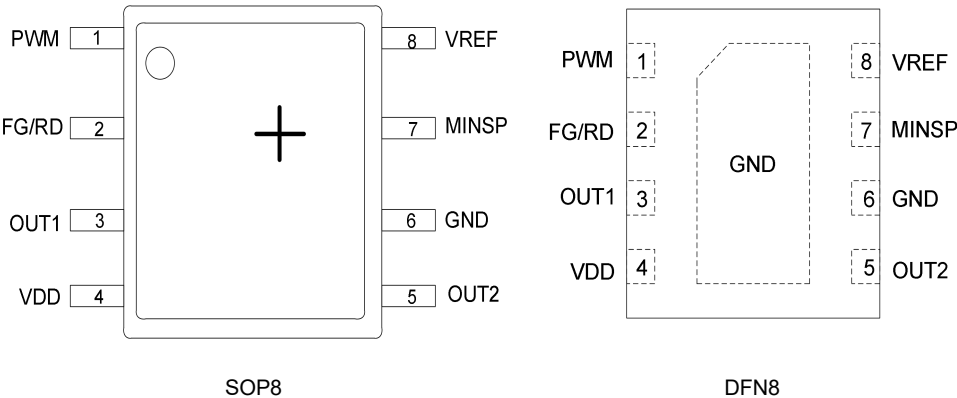 PWM 1 8 VREF
FG/RD 2 7 MINSP
OUT1 3 6 GND
VDD 4 5 OUT2
SOP8
PWM 1 8 VREF
FG/RD 2 7 MINSP
GND
OUT1 3 6 GND
VDD 4 5 OUT2
DFN8